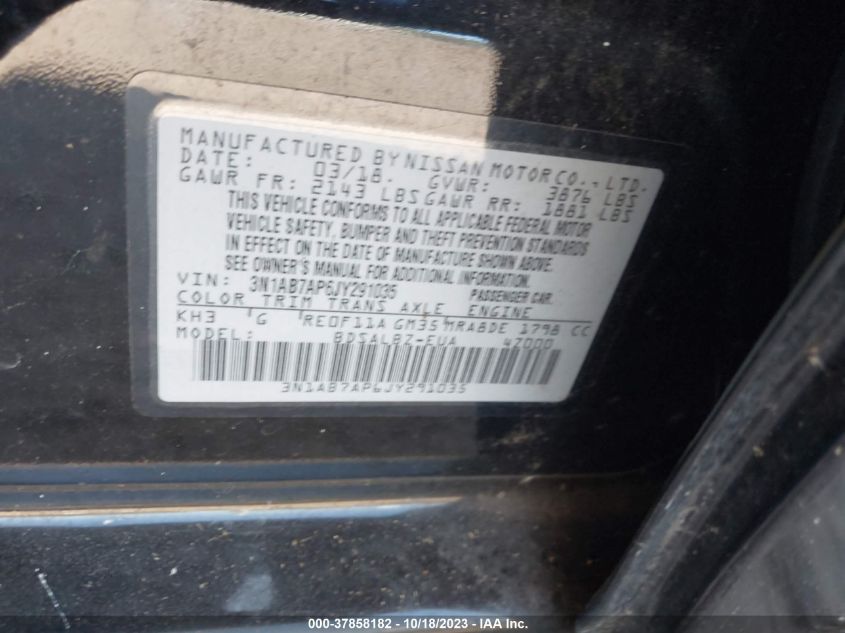 MANUFACTURED BY NISSAN MOTOR CO., LTD.
DATE: 03/18. GVWR: 3876 LBS
GAWR FR: 2143 LBS GAWR RR: 1881 LBS
THIS VEHICLE CONFORMS TO ALL APPLICABLE FEDERAL MOTOR
VEHICLE SAFETY, BUMPER AND THEFT PREVENTION STANDARDS
IN EFFECT ON THE DATE OF MANUFACTURE SHOWN ABOVE.
SEE OWNER'S MANUAL FOR ADDITIONAL INFORMATION.
VIN: 3N1AB7AP6JY291035 PASSENGER CAR.
COLOR TRIM TRANS AXLE ENGINE
KH3 G RE0F11A GM35 MRA8DE 1798 CC
MODEL: BDSALBZ-EUA 47000
3N1AB7AP6JY291035
000-37858182 - 10/18/2023 - IAA, Inc.